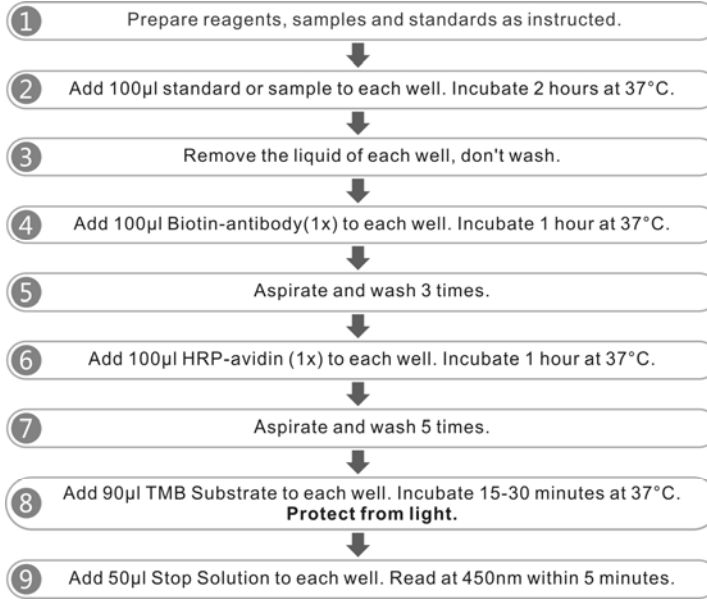 1 Prepare reagents, samples and standards as instructed.
2 Add 100µl standard or sample to each well. Incubate 2 hours at 37°C.
3 Remove the liquid of each well, don't wash.
4 Add 100µl Biotin-antibody(1x) to each well. Incubate 1 hour at 37°C.
5 Aspirate and wash 3 times.
6 Add 100µl HRP-avidin (1x) to each well. Incubate 1 hour at 37°C.
7 Aspirate and wash 5 times.
8 Add 90µl TMB Substrate to each well. Incubate 15-30 minutes at 37°C.
Protect from light.
9 Add 50µl Stop Solution to each well. Read at 450nm within 5 minutes.